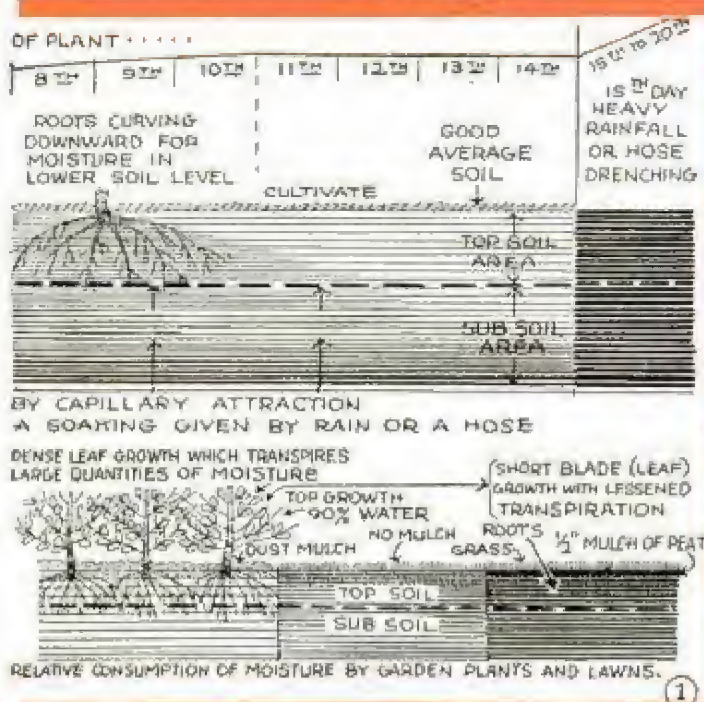 OF PLANT · · · · ·
8TH 9TH 10TH 11TH 12TH 13TH 14TH 15TH TO 20TH
ROOTS CURVING
DOWNWARD FOR
MOISTURE IN
LOWER SOIL LEVEL
CULTIVATE
GOOD
AVERAGE
SOIL
15TH DAY
HEAVY
RAINFALL
OR HOSE
DRENCHING
TOP SOIL
AREA
SUB SOIL
AREA
BY CAPILLARY ATTRACTION
A SOAKING GIVEN BY RAIN OR A HOSE
DENSE LEAF GROWTH WHICH TRANSPIRES
LARGE QUANTITIES OF MOISTURE
TOP GROWTH
90% WATER
DUST MULCH
NO MULCH
GRASS
SHORT BLADE (LEAF)
GROWTH WITH LESSENED
TRANSPIRATION
ROOTS
½" MULCH OF PEAT
TOP SOIL
SUB SOIL
RELATIVE CONSUMPTION OF MOISTURE BY GARDEN PLANTS AND LAWNS.
1